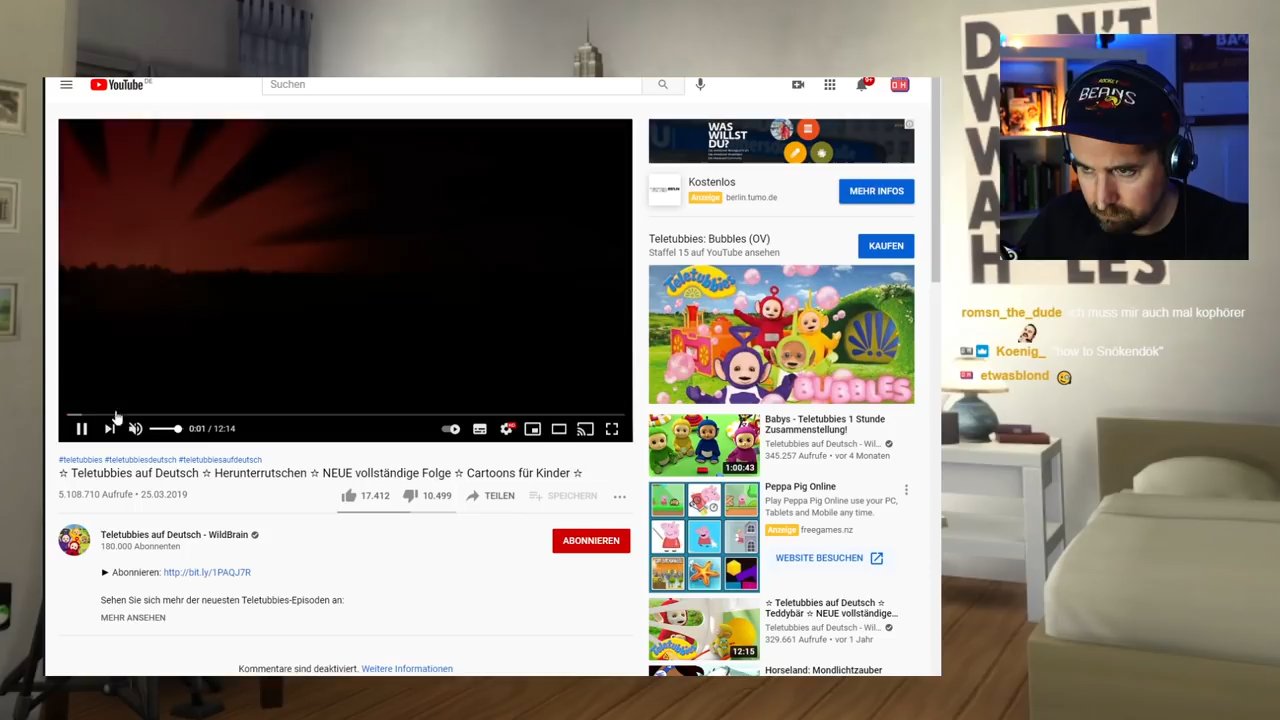 YouTube DE
Suchen
9+
WAS
WILLST
DU?
Kostenlos
Anzeige berlin.tumo.de
MEHR INFOS
Teletubbies: Bubbles (OV)
Staffel 15 auf YouTube ansehen
KAUFEN
Teletubbies
BUBBLES
0:01 / 12:14
#teletubbies #teletubbiesdeutsch #teletubbiesaufdeutsch
☆ Teletubbies auf Deutsch ☆ Herunterrutschen ☆ NEUE vollständige Folge ☆ Cartoons für Kinder ☆
5.108.710 Aufrufe • 25.03.2019
17.412
10.499
TEILEN
SPEICHERN
Teletubbies auf Deutsch - WildBrain
180.000 Abonnenten
ABONNIEREN
► Abonnieren: http://bit.ly/1PAQJ7R
Sehen Sie sich mehr der neuesten Teletubbies-Episoden an:
MEHR ANSEHEN
Kommentare sind deaktiviert. Weitere Informationen
Babys - Teletubbies 1 Stunde
Zusammenstellung!
Teletubbies auf Deutsch - Wil...
345.257 Aufrufe • vor 4 Monaten
1:00:43
Peppa Pig Online
Play Peppa Pig Online use your PC,
Tablets and Mobile any time.
Anzeige freegames.nz
WEBSITE BESUCHEN
☆ Teletubbies auf Deutsch ☆
Teddybär ☆ NEUE vollständige...
Teletubbies auf Deutsch - Wil...
329.661 Aufrufe • vor 1 Jahr
12:15
Horseland: Mondlichtzauber
ROCKET
BEANS
romsn_the_dude ich muss mir auch mal kophörer
Koenig_ "how to Snökendök"
etwasblond